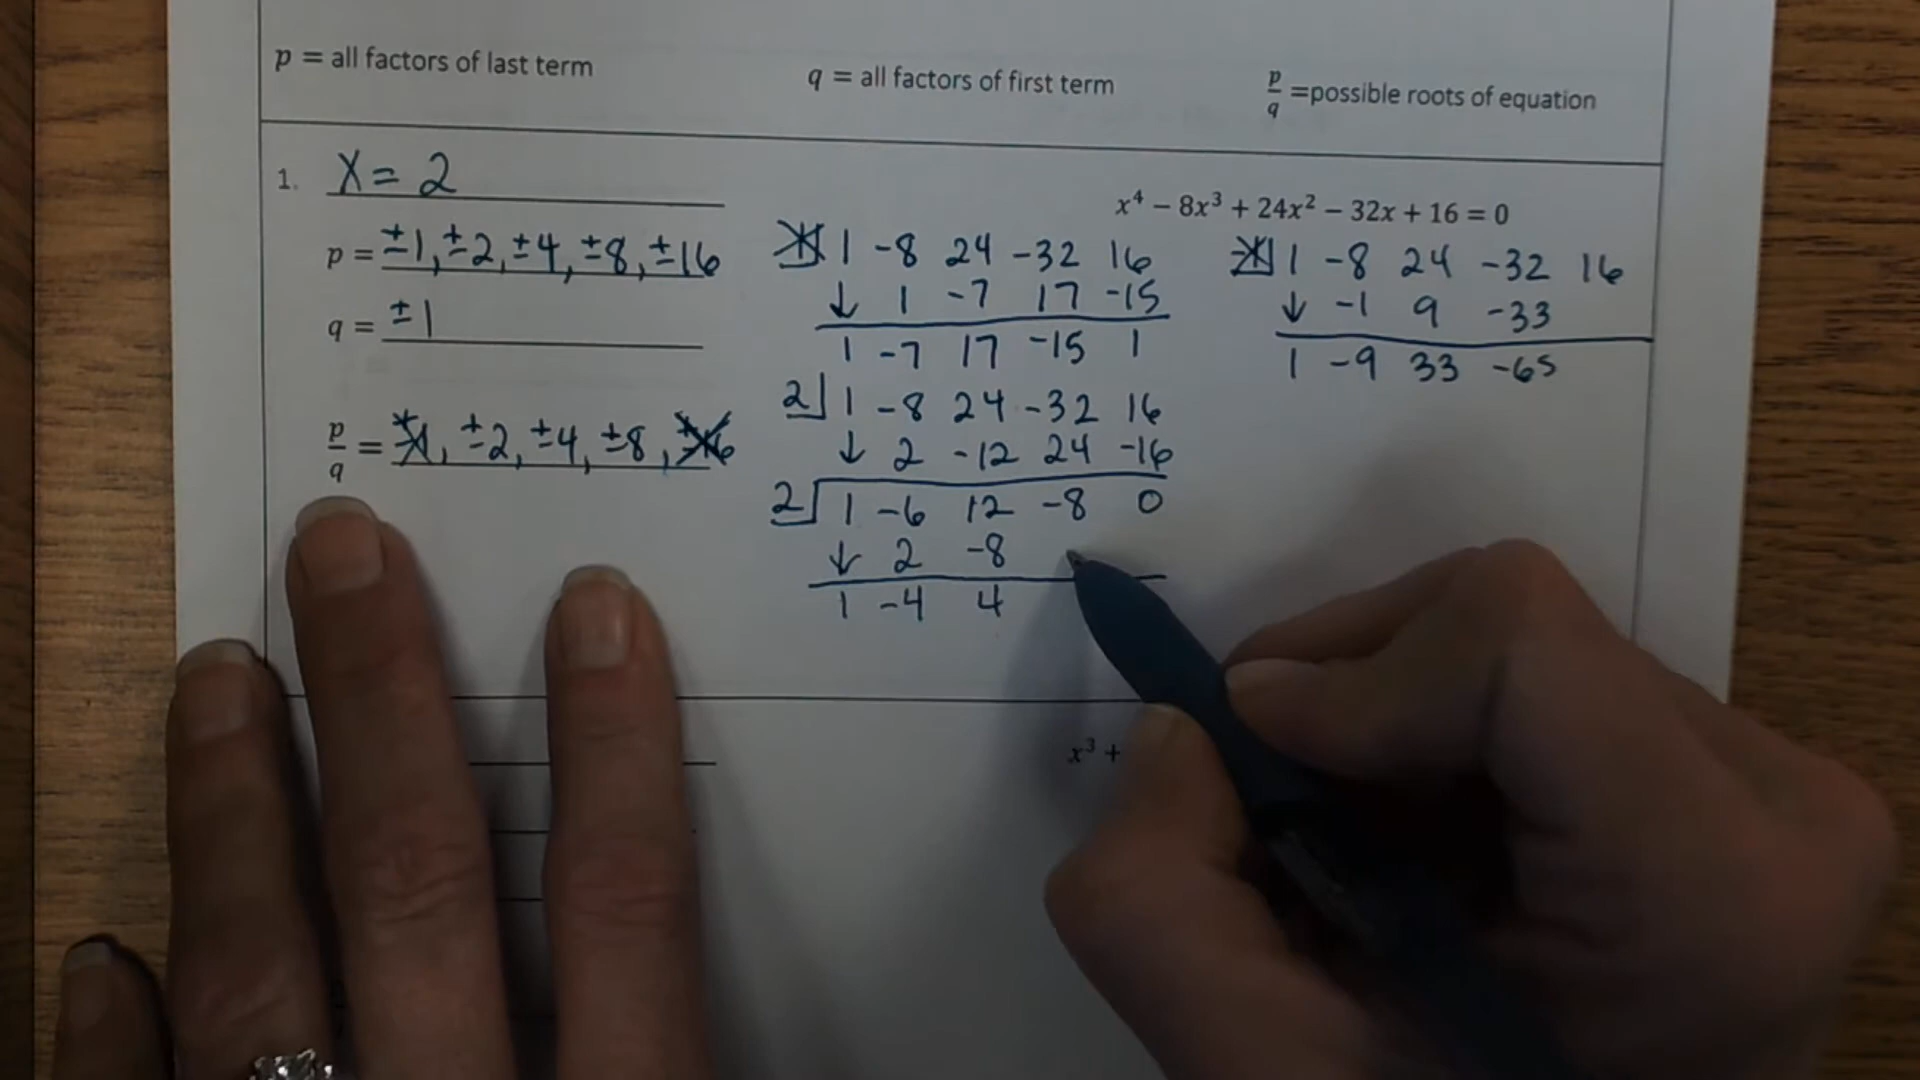 p = all factors of last term
q = all factors of first term
p/q =possible roots of equation
1. X = 2
x⁴ − 8x³ + 24x² − 32x + 16 = 0
p = ±1, ±2, ±4, ±8, ±16
q = ±1
p/q = ±1, ±2, ±4, ±8, ±16
1 1 -8 24 -32 16
↓ 1 -7 17 -15
1 -7 17 -15 1
-1 1 -8 24 -32 16
↓ -1 9 -33
1 -9 33 -65
2 1 -8 24 -32 16
↓ 2 -12 24 -16
2 1 -6 12 -8 0
↓ 2 -8
1 -4 4
x³ +